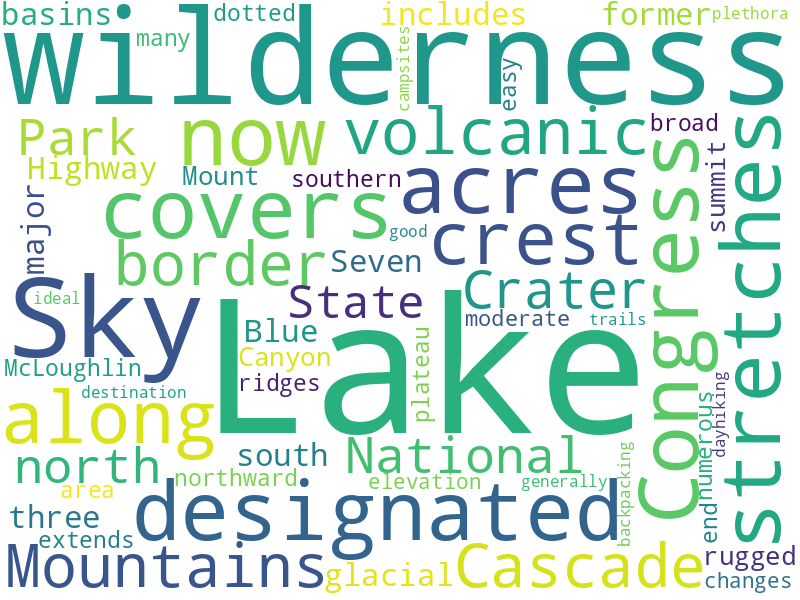 basins
dotted
includes
former
plethora
many
wilderness
campsites
easy
Park
now
volcanic
broad
Highway
Mount
southern
acres
summit
stretches
Congress
major
covers
good
crest
border
Seven
ideal
Sky
State
Crater
Lake
moderate
trails
Blue
plateau
McLoughlin
Canyon
ridges
destination
along
dayhiking
numerous
north
south
National
northward
elevation
generally
area
backpacking
designated
three
extends
end
Mountains
glacial
Cascade
rugged
changes